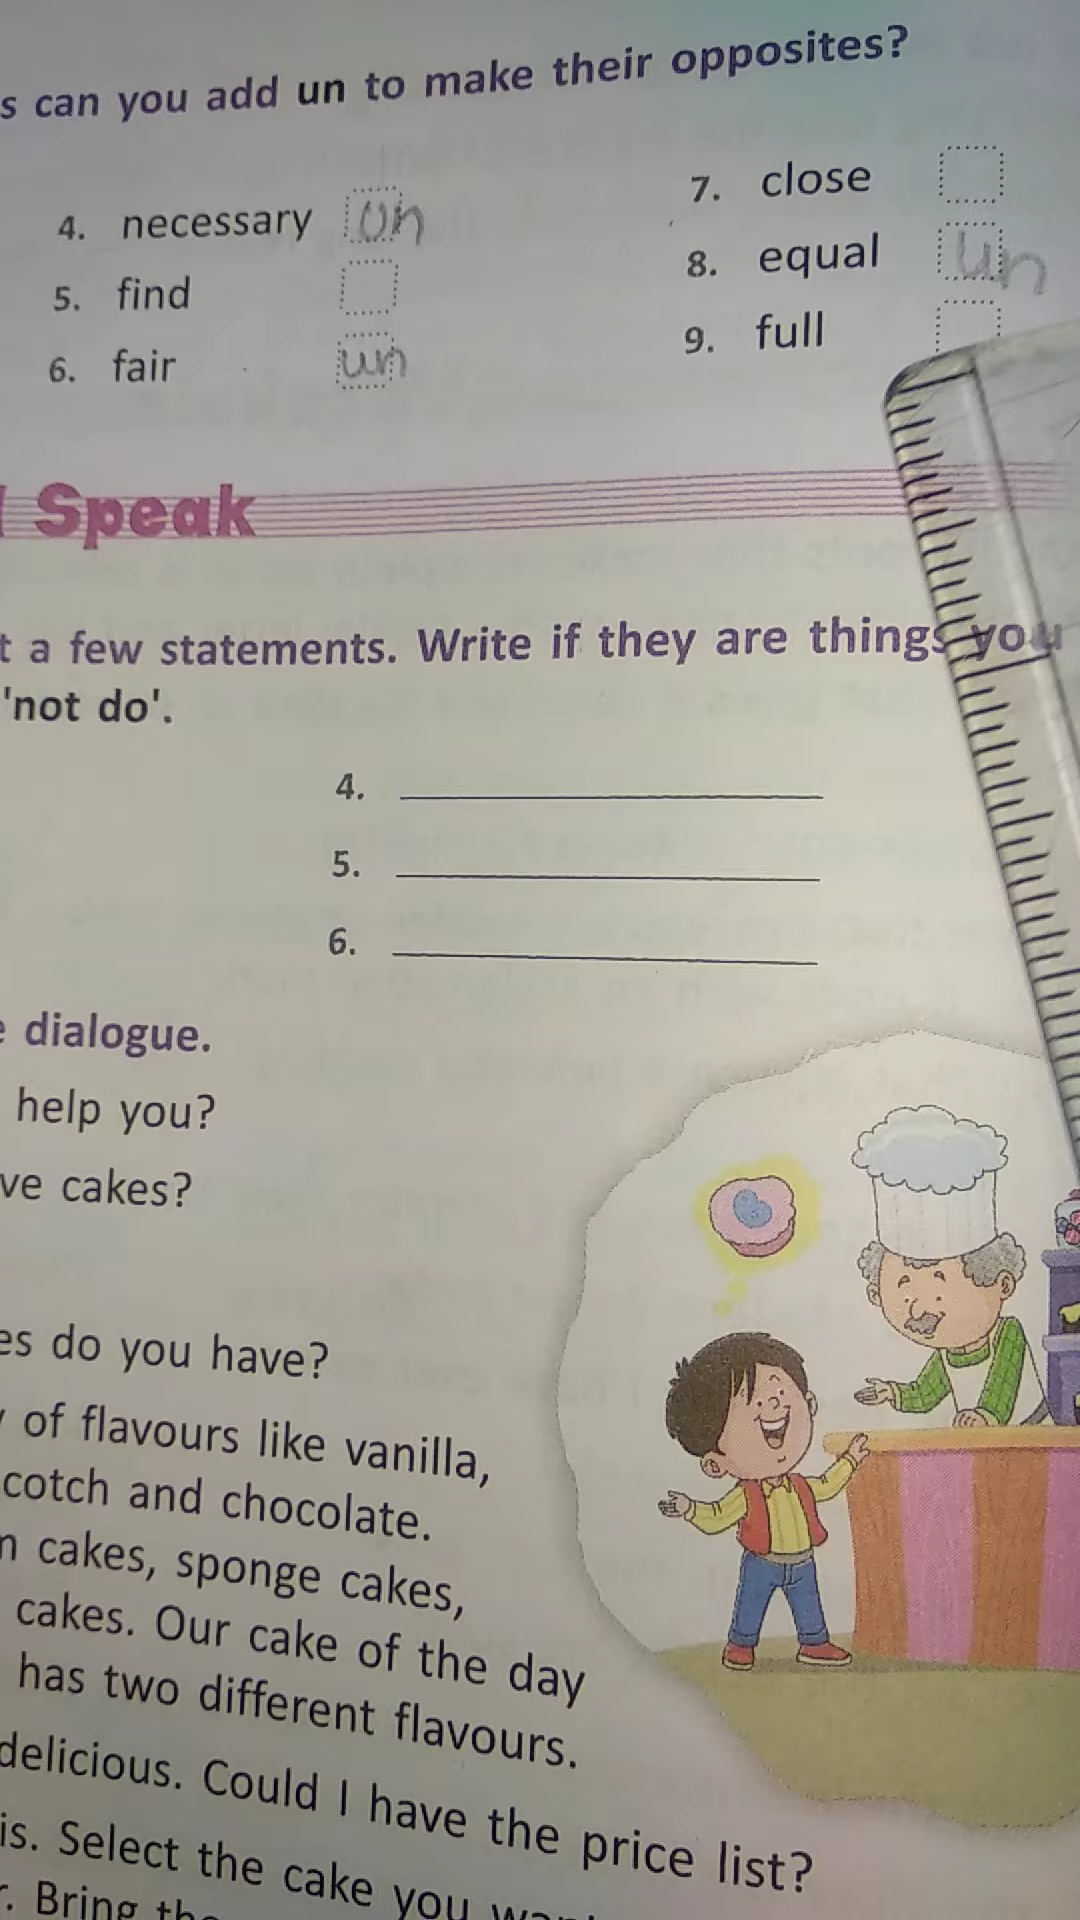 s can you add un to make their opposites?
4. necessary un
5. find
6. fair un
7. close
8. equal un
9. full
Speak
t a few statements. Write if they are things you
'not do'.
4.
5.
6.
dialogue.
help you?
ve cakes?
es do you have?
of flavours like vanilla,
cotch and chocolate.
n cakes, sponge cakes,
cakes. Our cake of the day
has two different flavours.
delicious. Could I have the price list?
is. Select the cake you
r. Bring